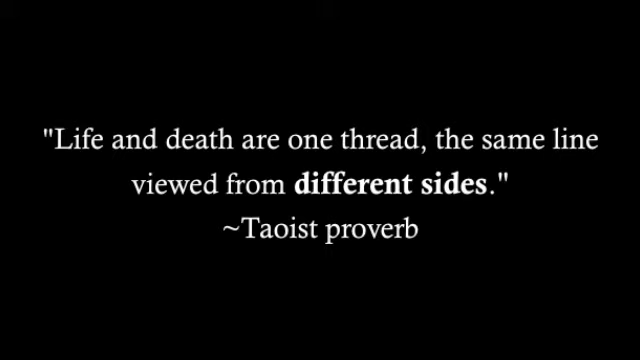 "Life and death are one thread, the same line
viewed from different sides."
~Taoist proverb